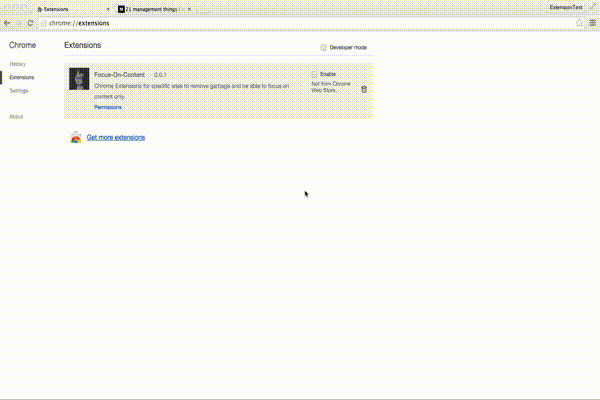 Extensions
21 management things I
ExtensionTest
chrome://extensions
Chrome
Extensions
Developer mode
History
Extensions
Settings
About
Focus-On-Content 0.0.1
Enable
Chrome Extensions for specific sites to remove garbage and be able to focus on
content only.
Not from Chrome
Web Store.
Permissions
Get more extensions